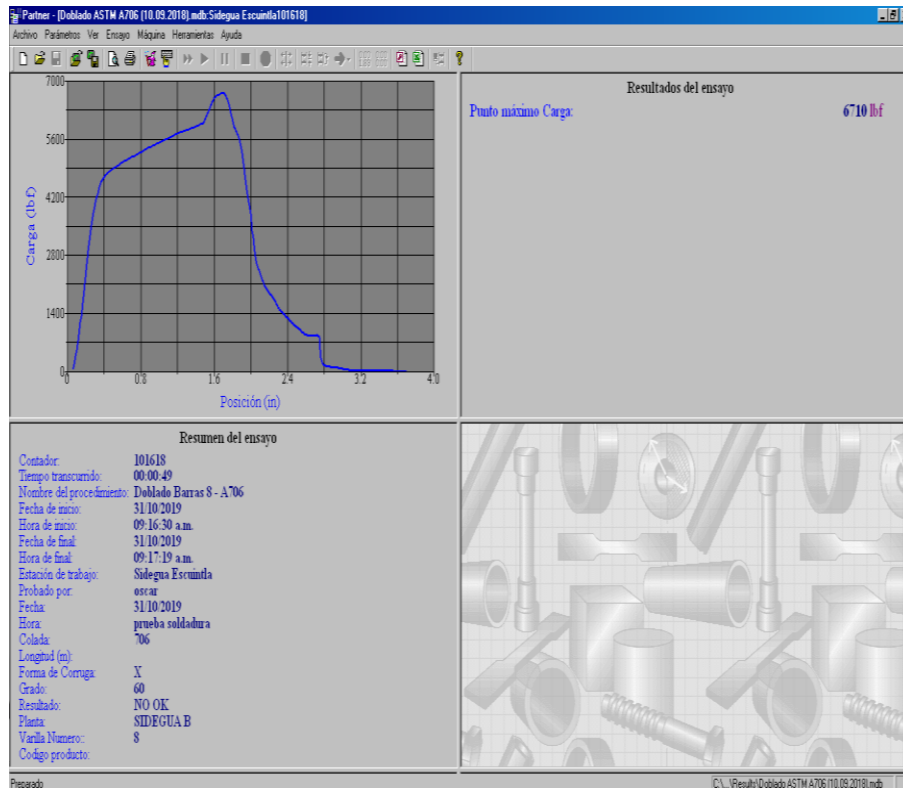 Partner - [Doblado ASTM A706 (10.09.2018).mdb:Sidegua Escuintla101618]
Archivo Parámetros Ver Ensayo Máquina Herramientas Ayuda
7000
5600
4200
2800
1400
0
Carga (lbf)
0 0.8 1.6 2.4 3.2 4.0
Posición (in)
Resultados del ensayo
Punto máximo Carga: 6710 lbf
Resumen del ensayo
Contador: 101618
Tiempo transcurrido: 00:00:49
Nombre del procedimiento: Doblado Barras 8 - A706
Fecha de inicio: 31/10/2019
Hora de inicio: 09:16:30 a.m.
Fecha de final: 31/10/2019
Hora de final: 09:17:19 a.m.
Estación de trabajo: Sidegua Escuintla
Probado por: oscar
Fecha: 31/10/2019
Hora: prueba soldadura
Colada: 706
Longitud (m):
Forma de Corruga: X
Grado: 60
Resultado: NO OK
Planta: SIDEGUA B
Varilla Numero:: 8
Codigo producto:
Preparado
C:\...\Results\Doblado ASTM A706 (10.09.2018).mdb